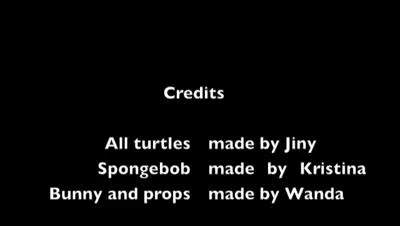 Credits
All turtles made by Jiny
Spongebob made by Kristina
Bunny and props made by Wanda